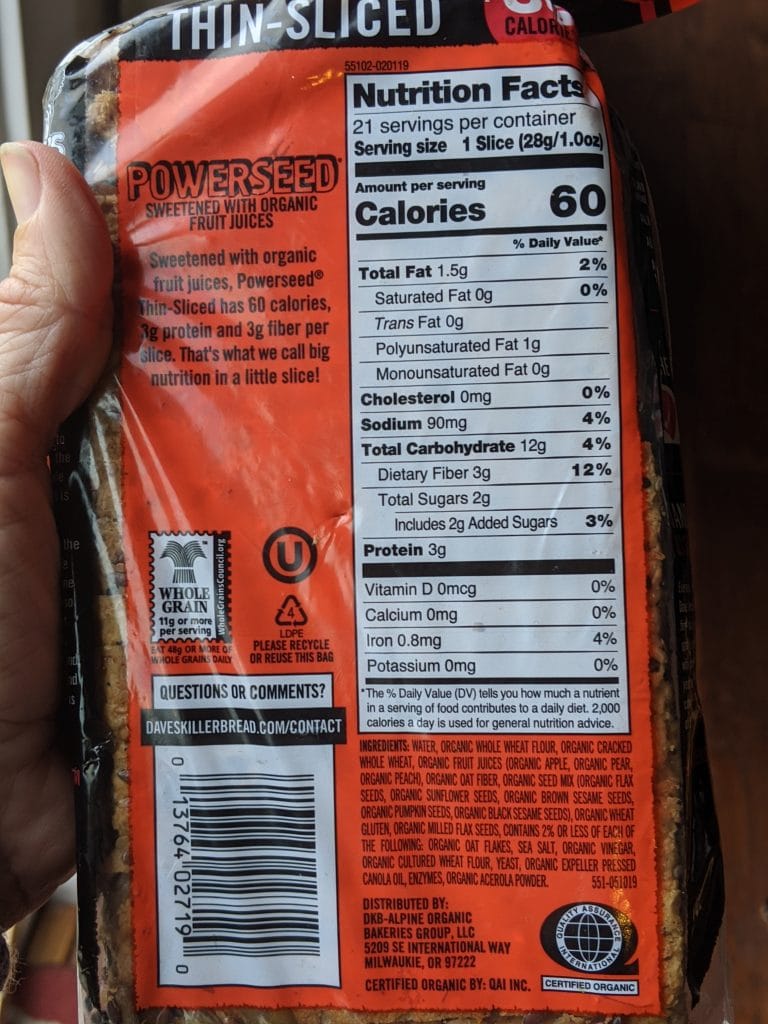 THIN-SLICED
CALORIE
55102-020119
POWERSEED®
SWEETENED WITH ORGANIC
FRUIT JUICES
Sweetened with organic
fruit juices, Powerseed®
Thin-Sliced has 60 calories,
3g protein and 3g fiber per
slice. That's what we call big
nutrition in a little slice!
WHOLE
GRAIN
11g or more
per serving
WholeGrainsCouncil.org
EAT 48g OR MORE OF
WHOLE GRAINS DAILY
U
4
LDPE
PLEASE RECYCLE
OR REUSE THIS BAG
QUESTIONS OR COMMENTS?
DAVESKILLERBREAD.COM/CONTACT
0 13764 02719 0
Nutrition Facts
21 servings per container
Serving size 1 Slice (28g/1.0oz)
Amount per serving
Calories 60
% Daily Value*
Total Fat 1.5g 2%
Saturated Fat 0g 0%
Trans Fat 0g
Polyunsaturated Fat 1g
Monounsaturated Fat 0g
Cholesterol 0mg 0%
Sodium 90mg 4%
Total Carbohydrate 12g 4%
Dietary Fiber 3g 12%
Total Sugars 2g
Includes 2g Added Sugars 3%
Protein 3g
Vitamin D 0mcg 0%
Calcium 0mg 0%
Iron 0.8mg 4%
Potassium 0mg 0%
*The % Daily Value (DV) tells you how much a nutrient
in a serving of food contributes to a daily diet. 2,000
calories a day is used for general nutrition advice.
INGREDIENTS: WATER, ORGANIC WHOLE WHEAT FLOUR, ORGANIC CRACKED
WHOLE WHEAT, ORGANIC FRUIT JUICES (ORGANIC APPLE, ORGANIC PEAR,
ORGANIC PEACH), ORGANIC OAT FIBER, ORGANIC SEED MIX (ORGANIC FLAX
SEEDS, ORGANIC SUNFLOWER SEEDS, ORGANIC BROWN SESAME SEEDS,
ORGANIC PUMPKIN SEEDS, ORGANIC BLACK SESAME SEEDS), ORGANIC WHEAT
GLUTEN, ORGANIC MILLED FLAX SEEDS, CONTAINS 2% OR LESS OF EACH OF
THE FOLLOWING: ORGANIC OAT FLAKES, SEA SALT, ORGANIC VINEGAR,
ORGANIC CULTURED WHEAT FLOUR, YEAST, ORGANIC EXPELLER PRESSED
CANOLA OIL, ENZYMES, ORGANIC ACEROLA POWDER. 551-051019
DISTRIBUTED BY:
DKB-ALPINE ORGANIC
BAKERIES GROUP, LLC
5209 SE INTERNATIONAL WAY
MILWAUKIE, OR 97222
CERTIFIED ORGANIC BY: QAI INC.
QUALITY ASSURANCE
INTERNATIONAL
CERTIFIED ORGANIC